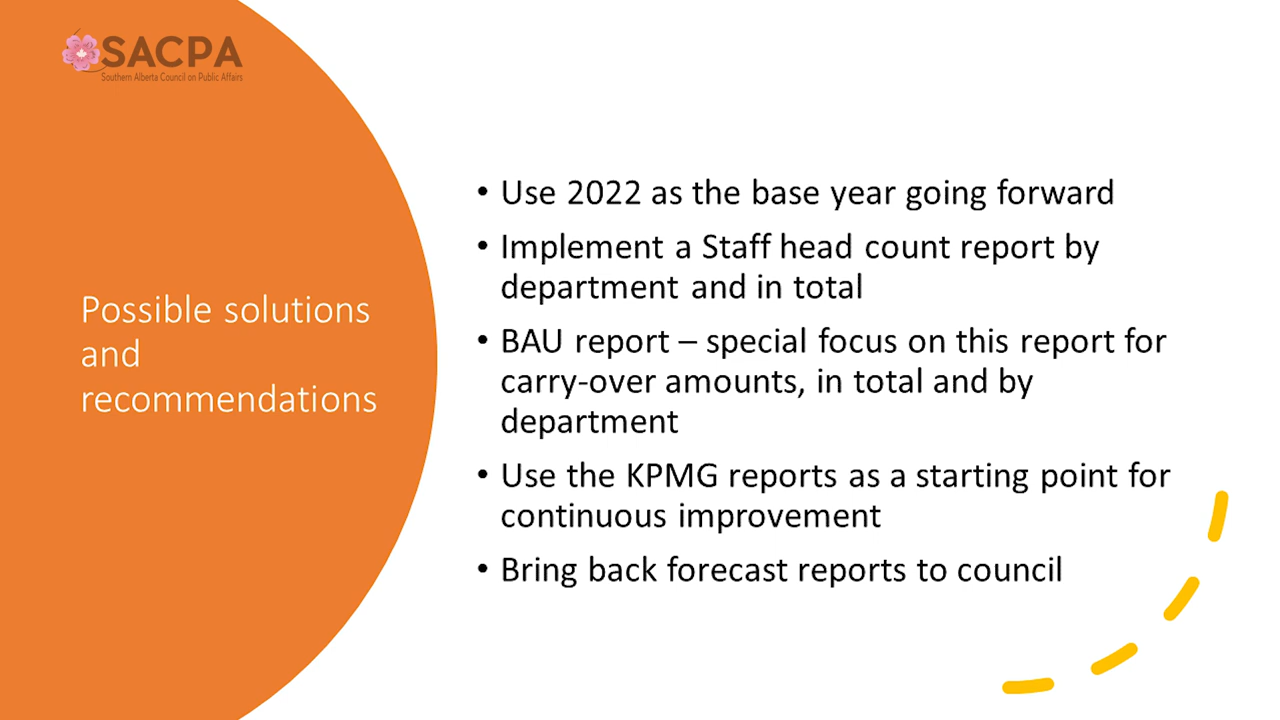 SACPA
Southern Alberta Council on Public Affairs
Possible solutions
and
recommendations
• Use 2022 as the base year going forward
• Implement a Staff head count report by
department and in total
• BAU report – special focus on this report for
carry-over amounts, in total and by
department
• Use the KPMG reports as a starting point for
continuous improvement
• Bring back forecast reports to council